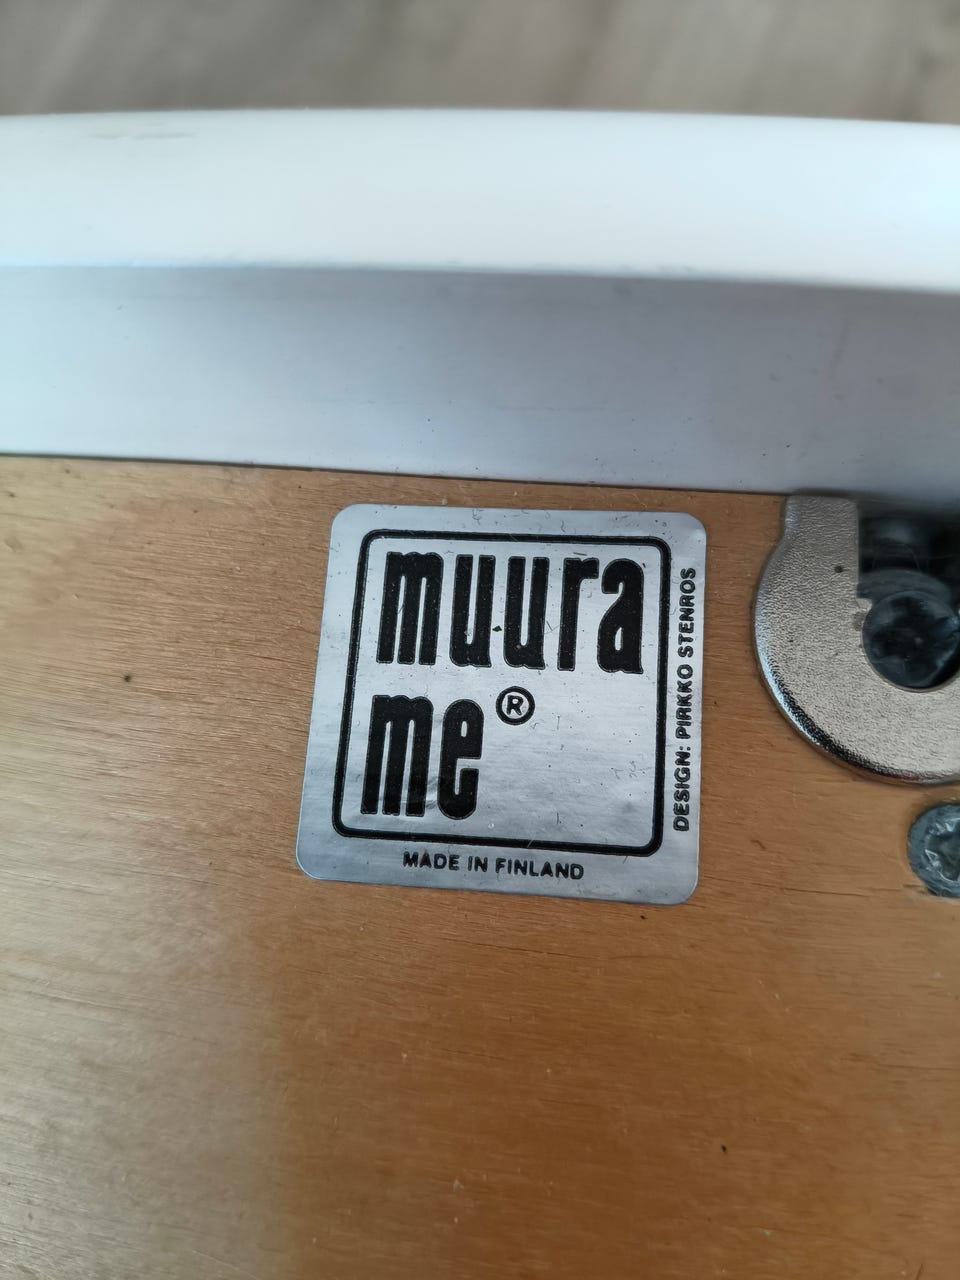 muura
me®
MADE IN FINLAND
DESIGN: PIRKKO STENROS